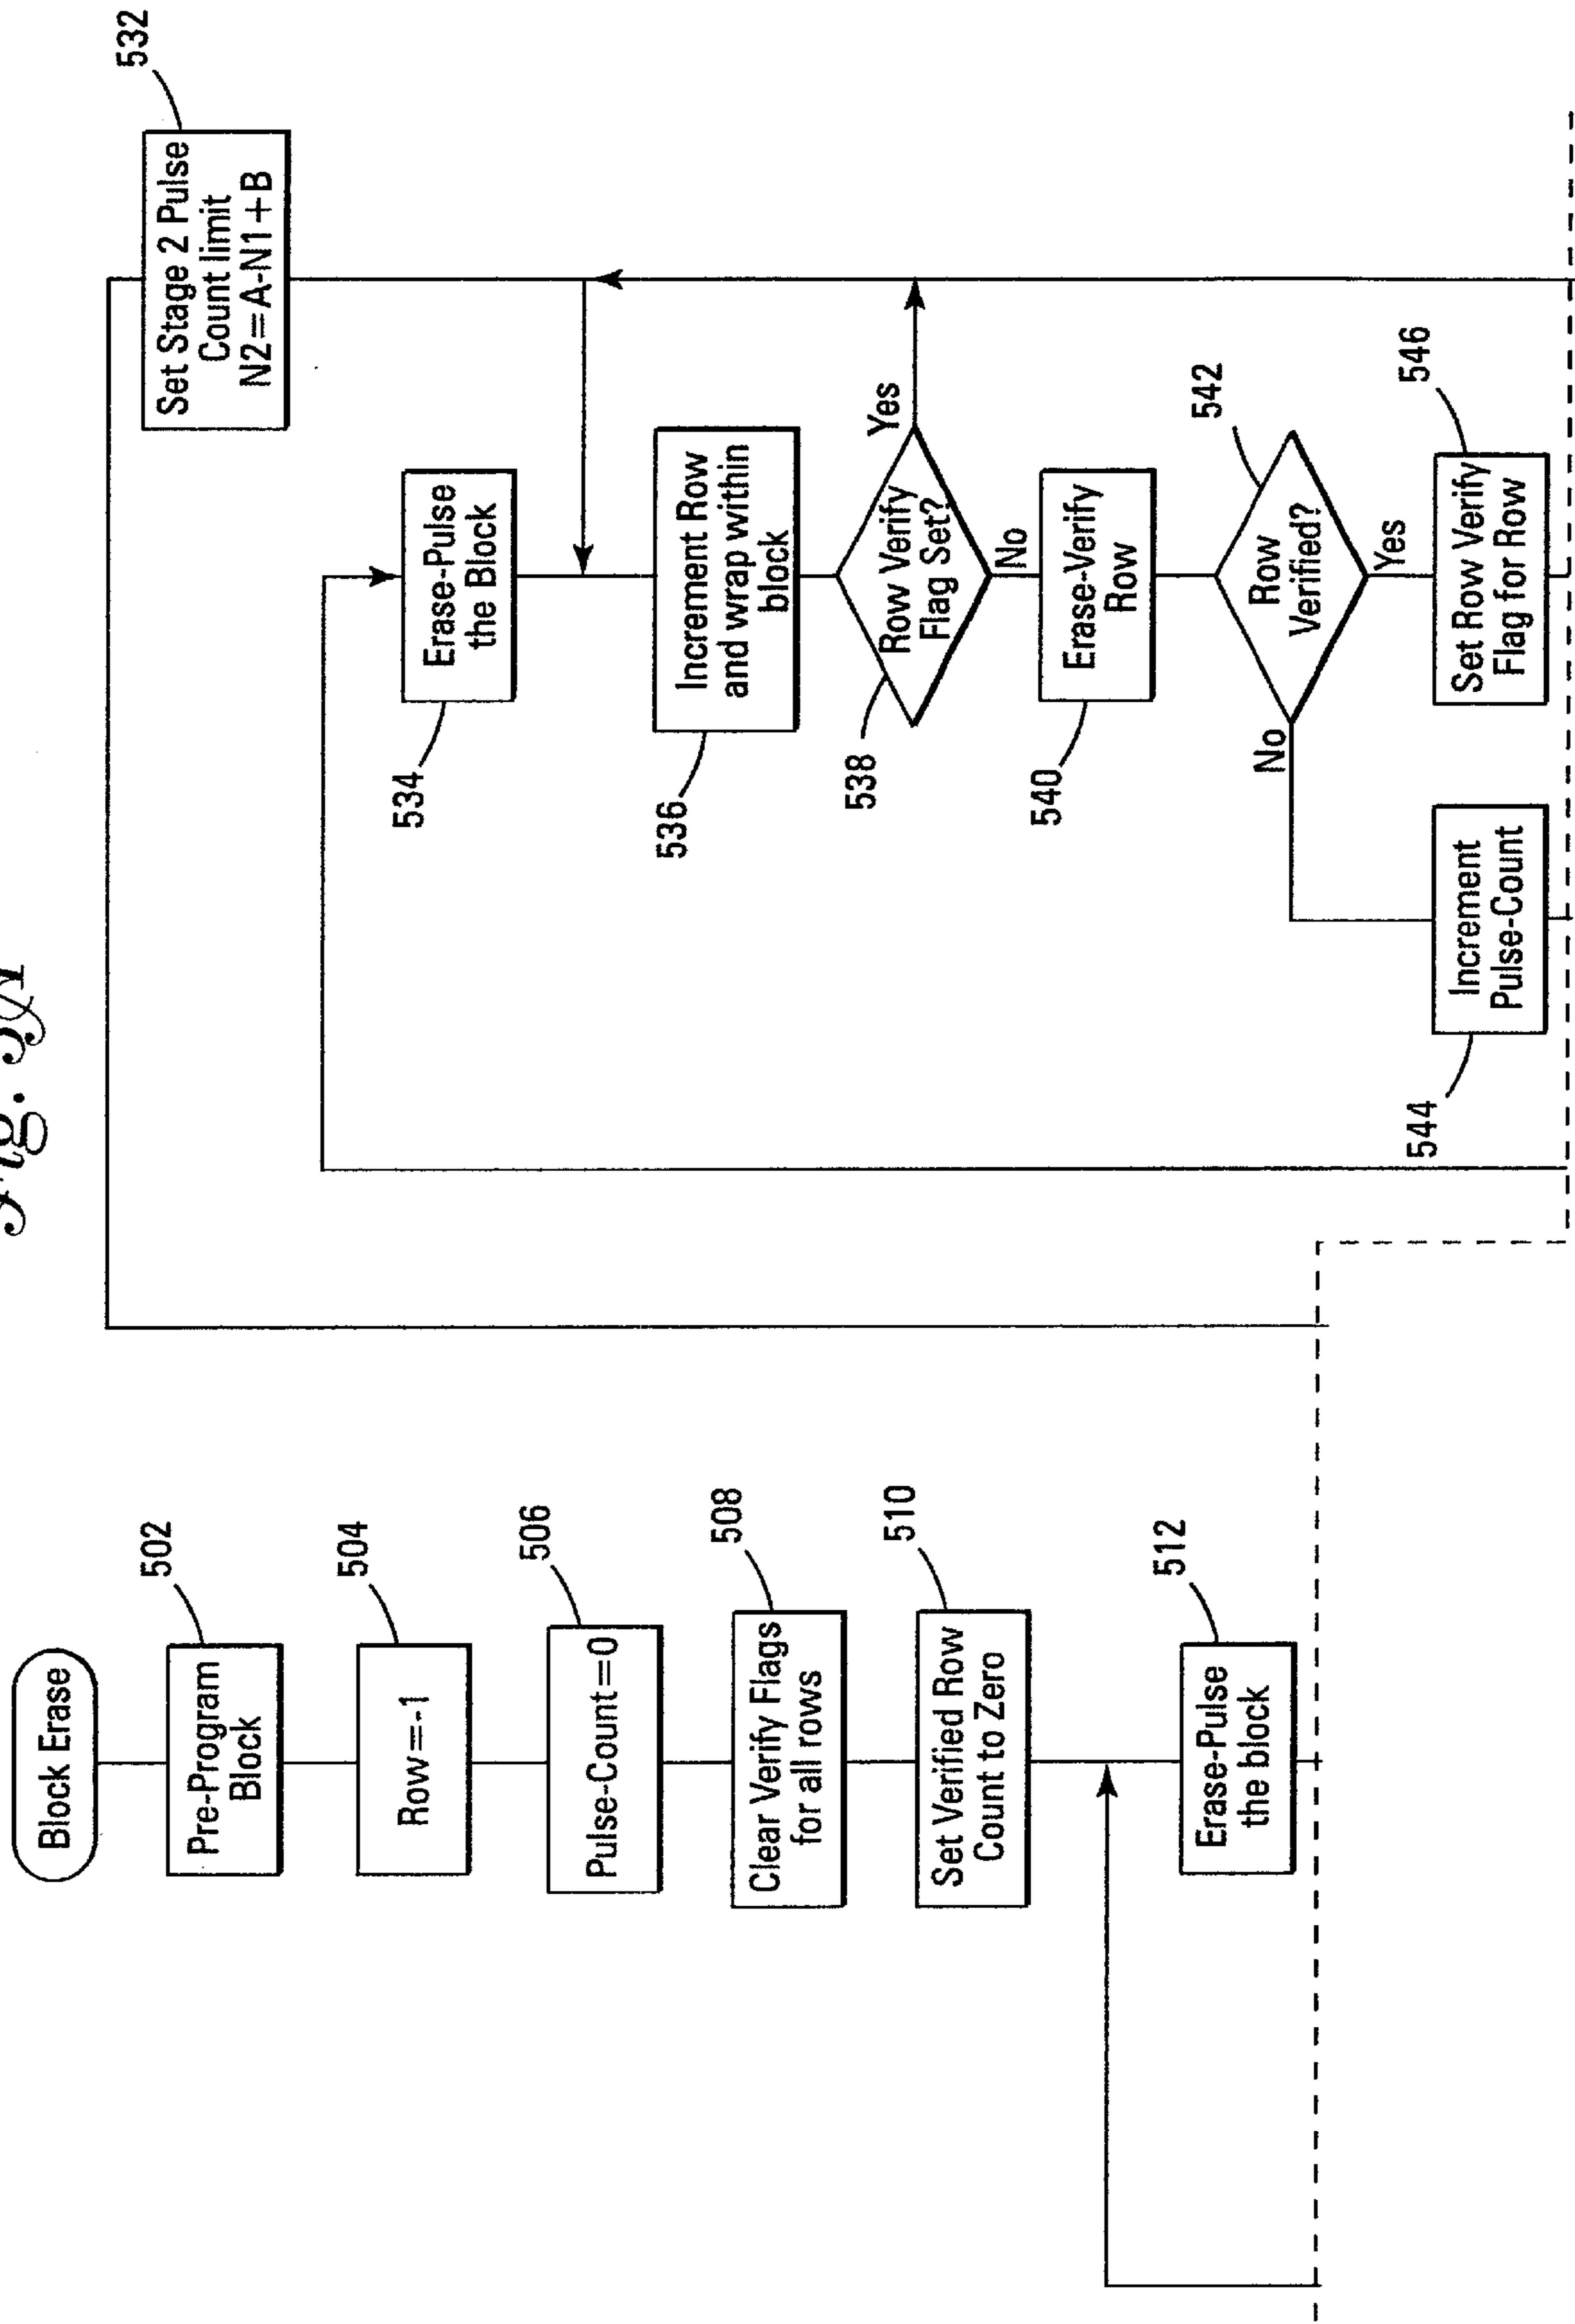 Fig. 5A
Block Erase
Pre-Program
Block
502
Row=-1
504
Pulse-Count=0
506
Clear Verify Flags
for all rows
508
Set Verified Row
Count to Zero
510
Erase-Pulse
the block
512
Set Stage 2 Pulse
Count limit
N2=A-N1+B
532
Erase-Pulse
the Block
534
Increment Row
and wrap within
block
536
Row Verify
Flag Set?
538
Yes
No
Erase-Verify
Row
540
Row
Verified?
542
No
Yes
Increment
Pulse-Count
544
Set Row Verify
Flag for Row
546